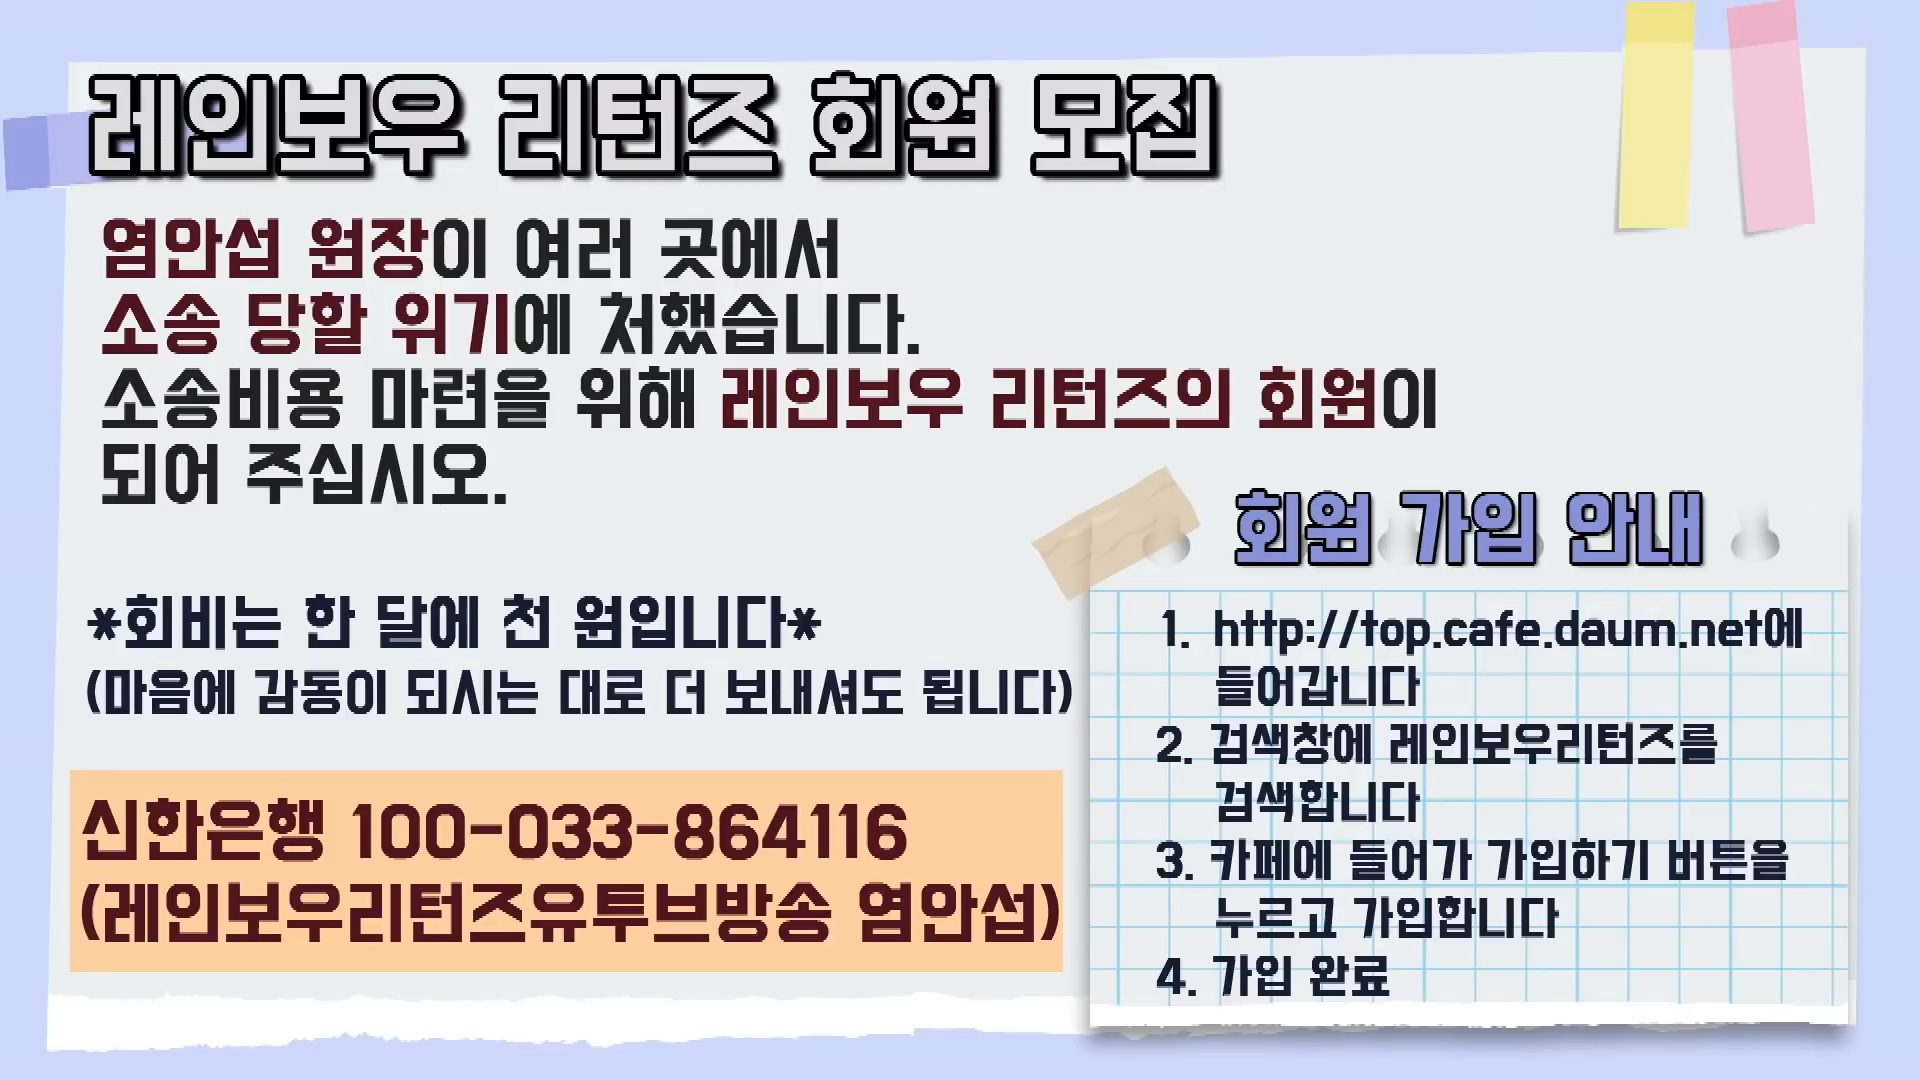 레인보우 리턴즈 회원 모집
염안섭 원장이 여러 곳에서
소송 당할 위기에 처했습니다.
소송비용 마련을 위해 레인보우 리턴즈의 회원이
되어 주십시오.
*회비는 한 달에 천 원입니다*
(마음에 감동이 되시는 대로 더 보내셔도 됩니다)
신한은행 100-033-864116
(레인보우리턴즈유투브방송 염안섭)
회원 가입 안내
1. http://top.cafe.daum.net에
들어갑니다
2. 검색창에 레인보우리턴즈를
검색합니다
3. 카페에 들어가 가입하기 버튼을
누르고 가입합니다
4. 가입 완료